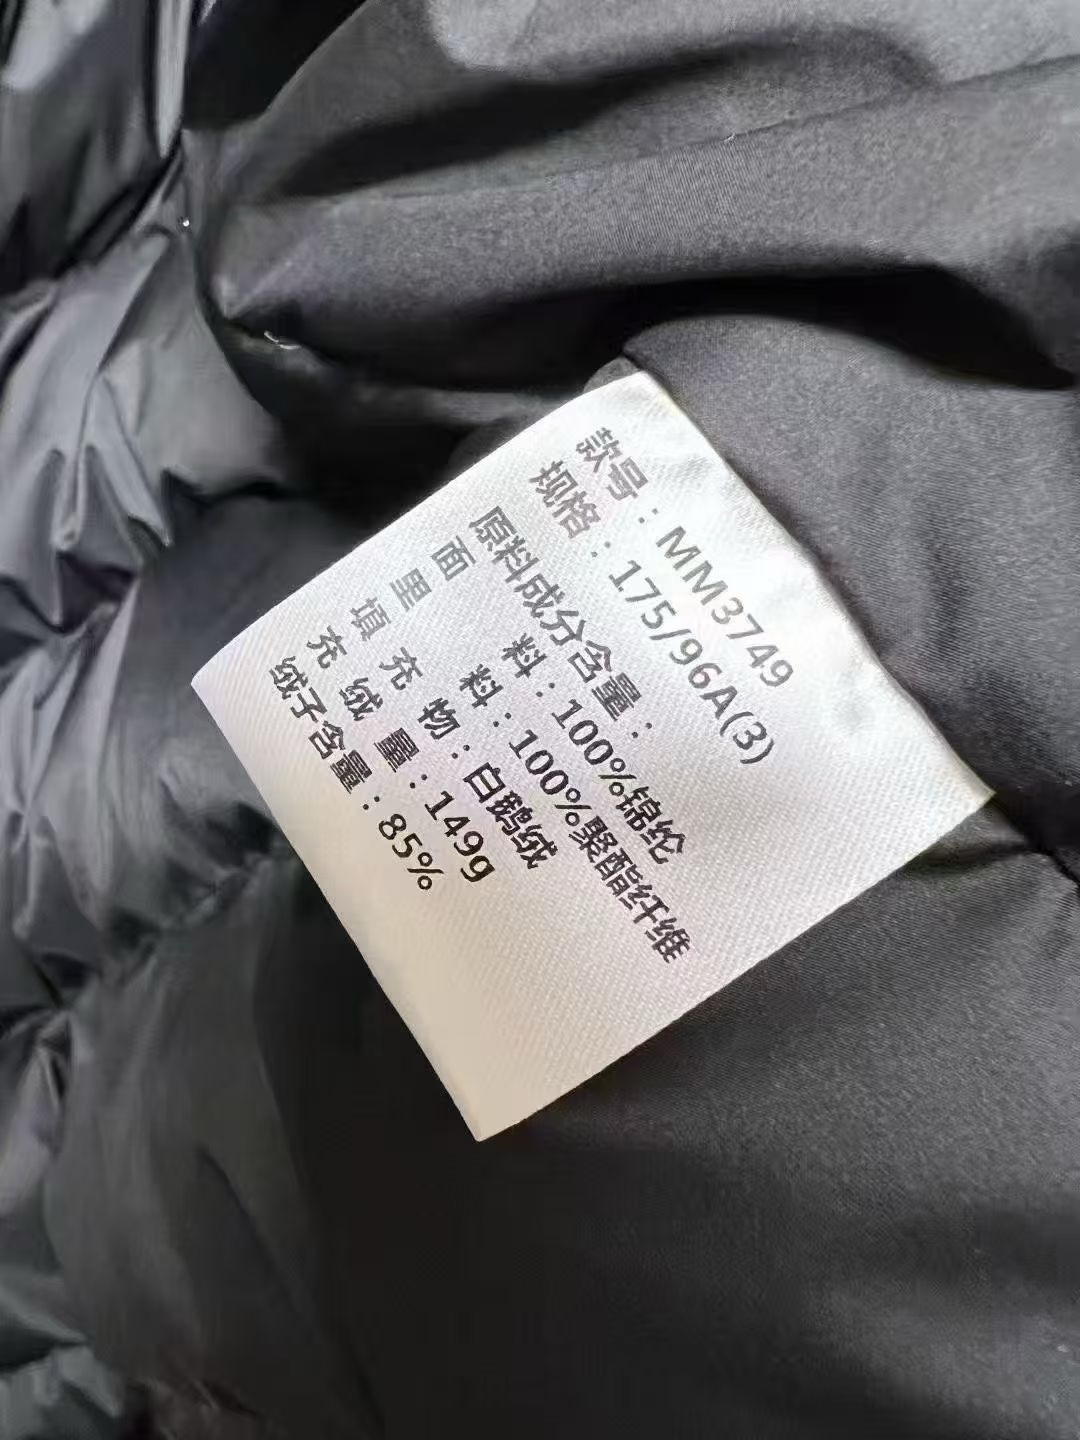 款号：MM3749
规格：175/96A(3)
原料成分含量：
面 料：100%锦纶
里 料：100%聚酯纤维
填 充 物：白鹅绒
充 绒 量：149g
绒子含量：85%